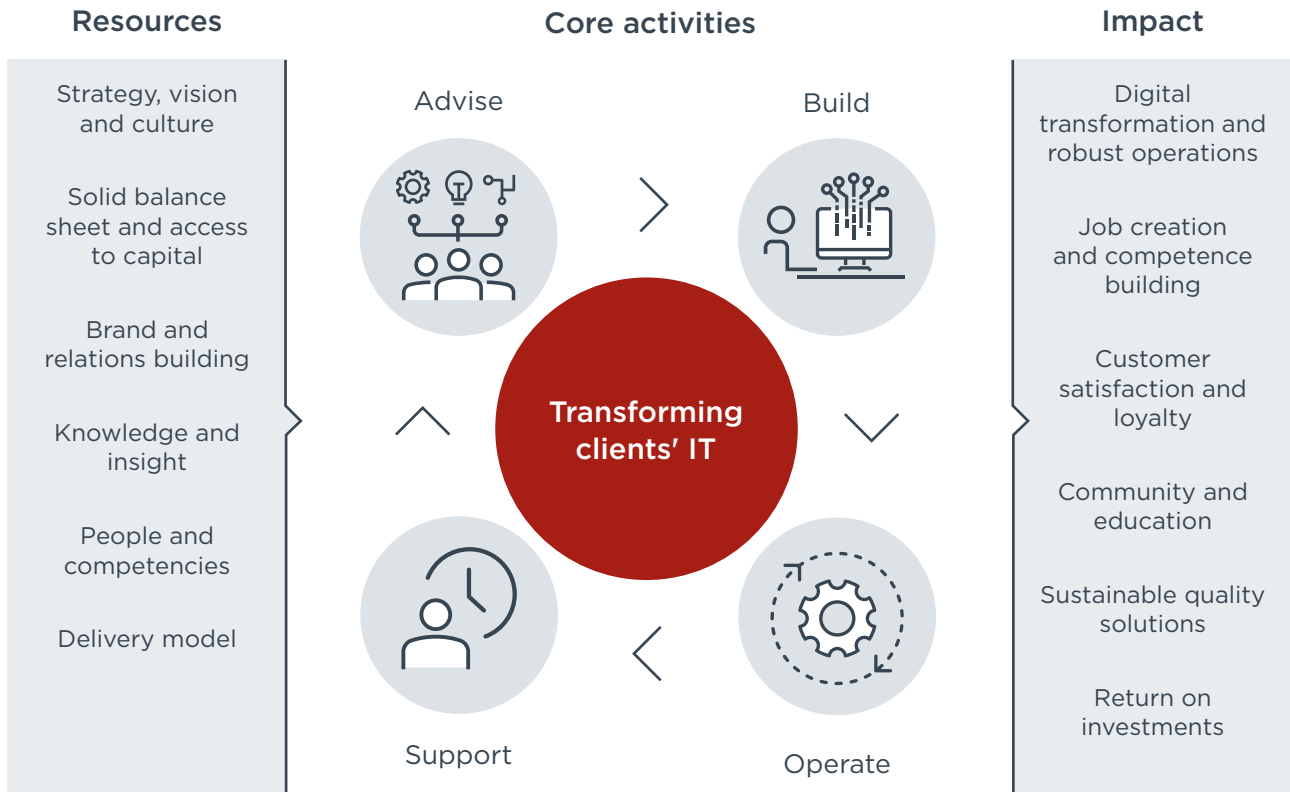 Resources
Strategy, vision
and culture
Solid balance
sheet and access
to capital
Brand and
relations building
Knowledge and
insight
People and
competencies
Delivery model
Core activities
Advise
Build
Transforming
clients' IT
Support
Operate
Impact
Digital
transformation and
robust operations
Job creation
and competence
building
Customer
satisfaction and
loyalty
Community and
education
Sustainable quality
solutions
Return on
investments